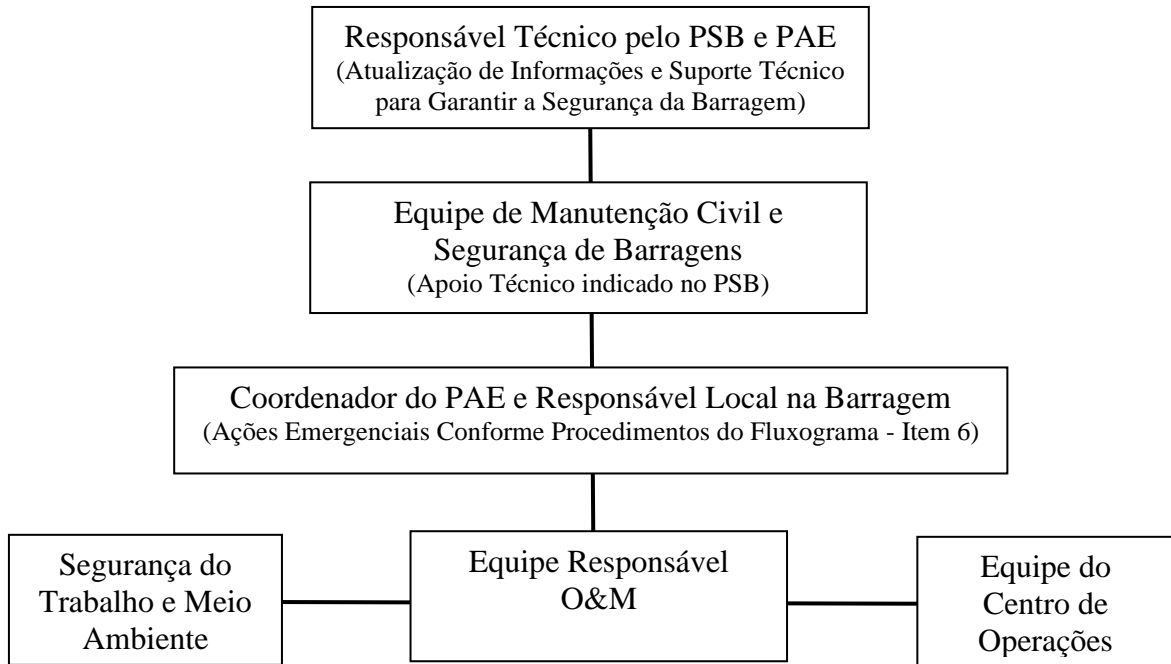 Responsável Técnico pelo PSB e PAE
(Atualização de Informações e Suporte Técnico
para Garantir a Segurança da Barragem)
Equipe de Manutenção Civil e
Segurança de Barragens
(Apoio Técnico indicado no PSB)
Coordenador do PAE e Responsável Local na Barragem
(Ações Emergenciais Conforme Procedimentos do Fluxograma - Item 6)
Segurança do
Trabalho e Meio
Ambiente
Equipe Responsável
O&M
Equipe do
Centro de
Operações